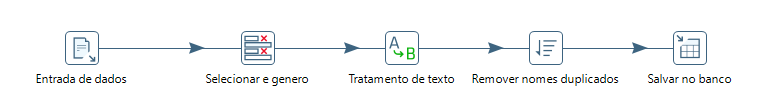 A
B
Entrada de dados
Selecionar e genero
Tratamento de texto
Remover nomes duplicados
Salvar no banco